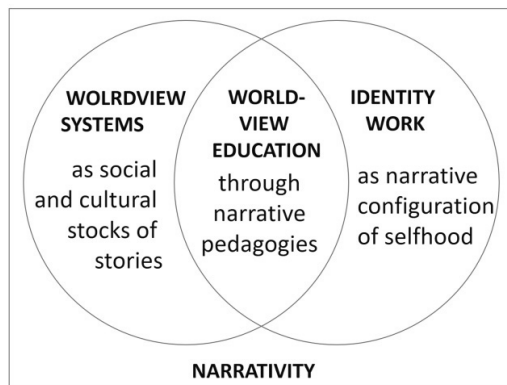 WOLRDVIEW
SYSTEMS
as social
and cultural
stocks of
stories
WORLD-
VIEW
EDUCATION
through
narrative
pedagogies
IDENTITY
WORK
as narrative
configuration
of selfhood
NARRATIVITY